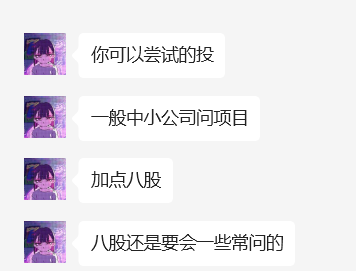 你可以尝试的投
一般中小公司问项目
加点八股
八股还是要会一些常问的